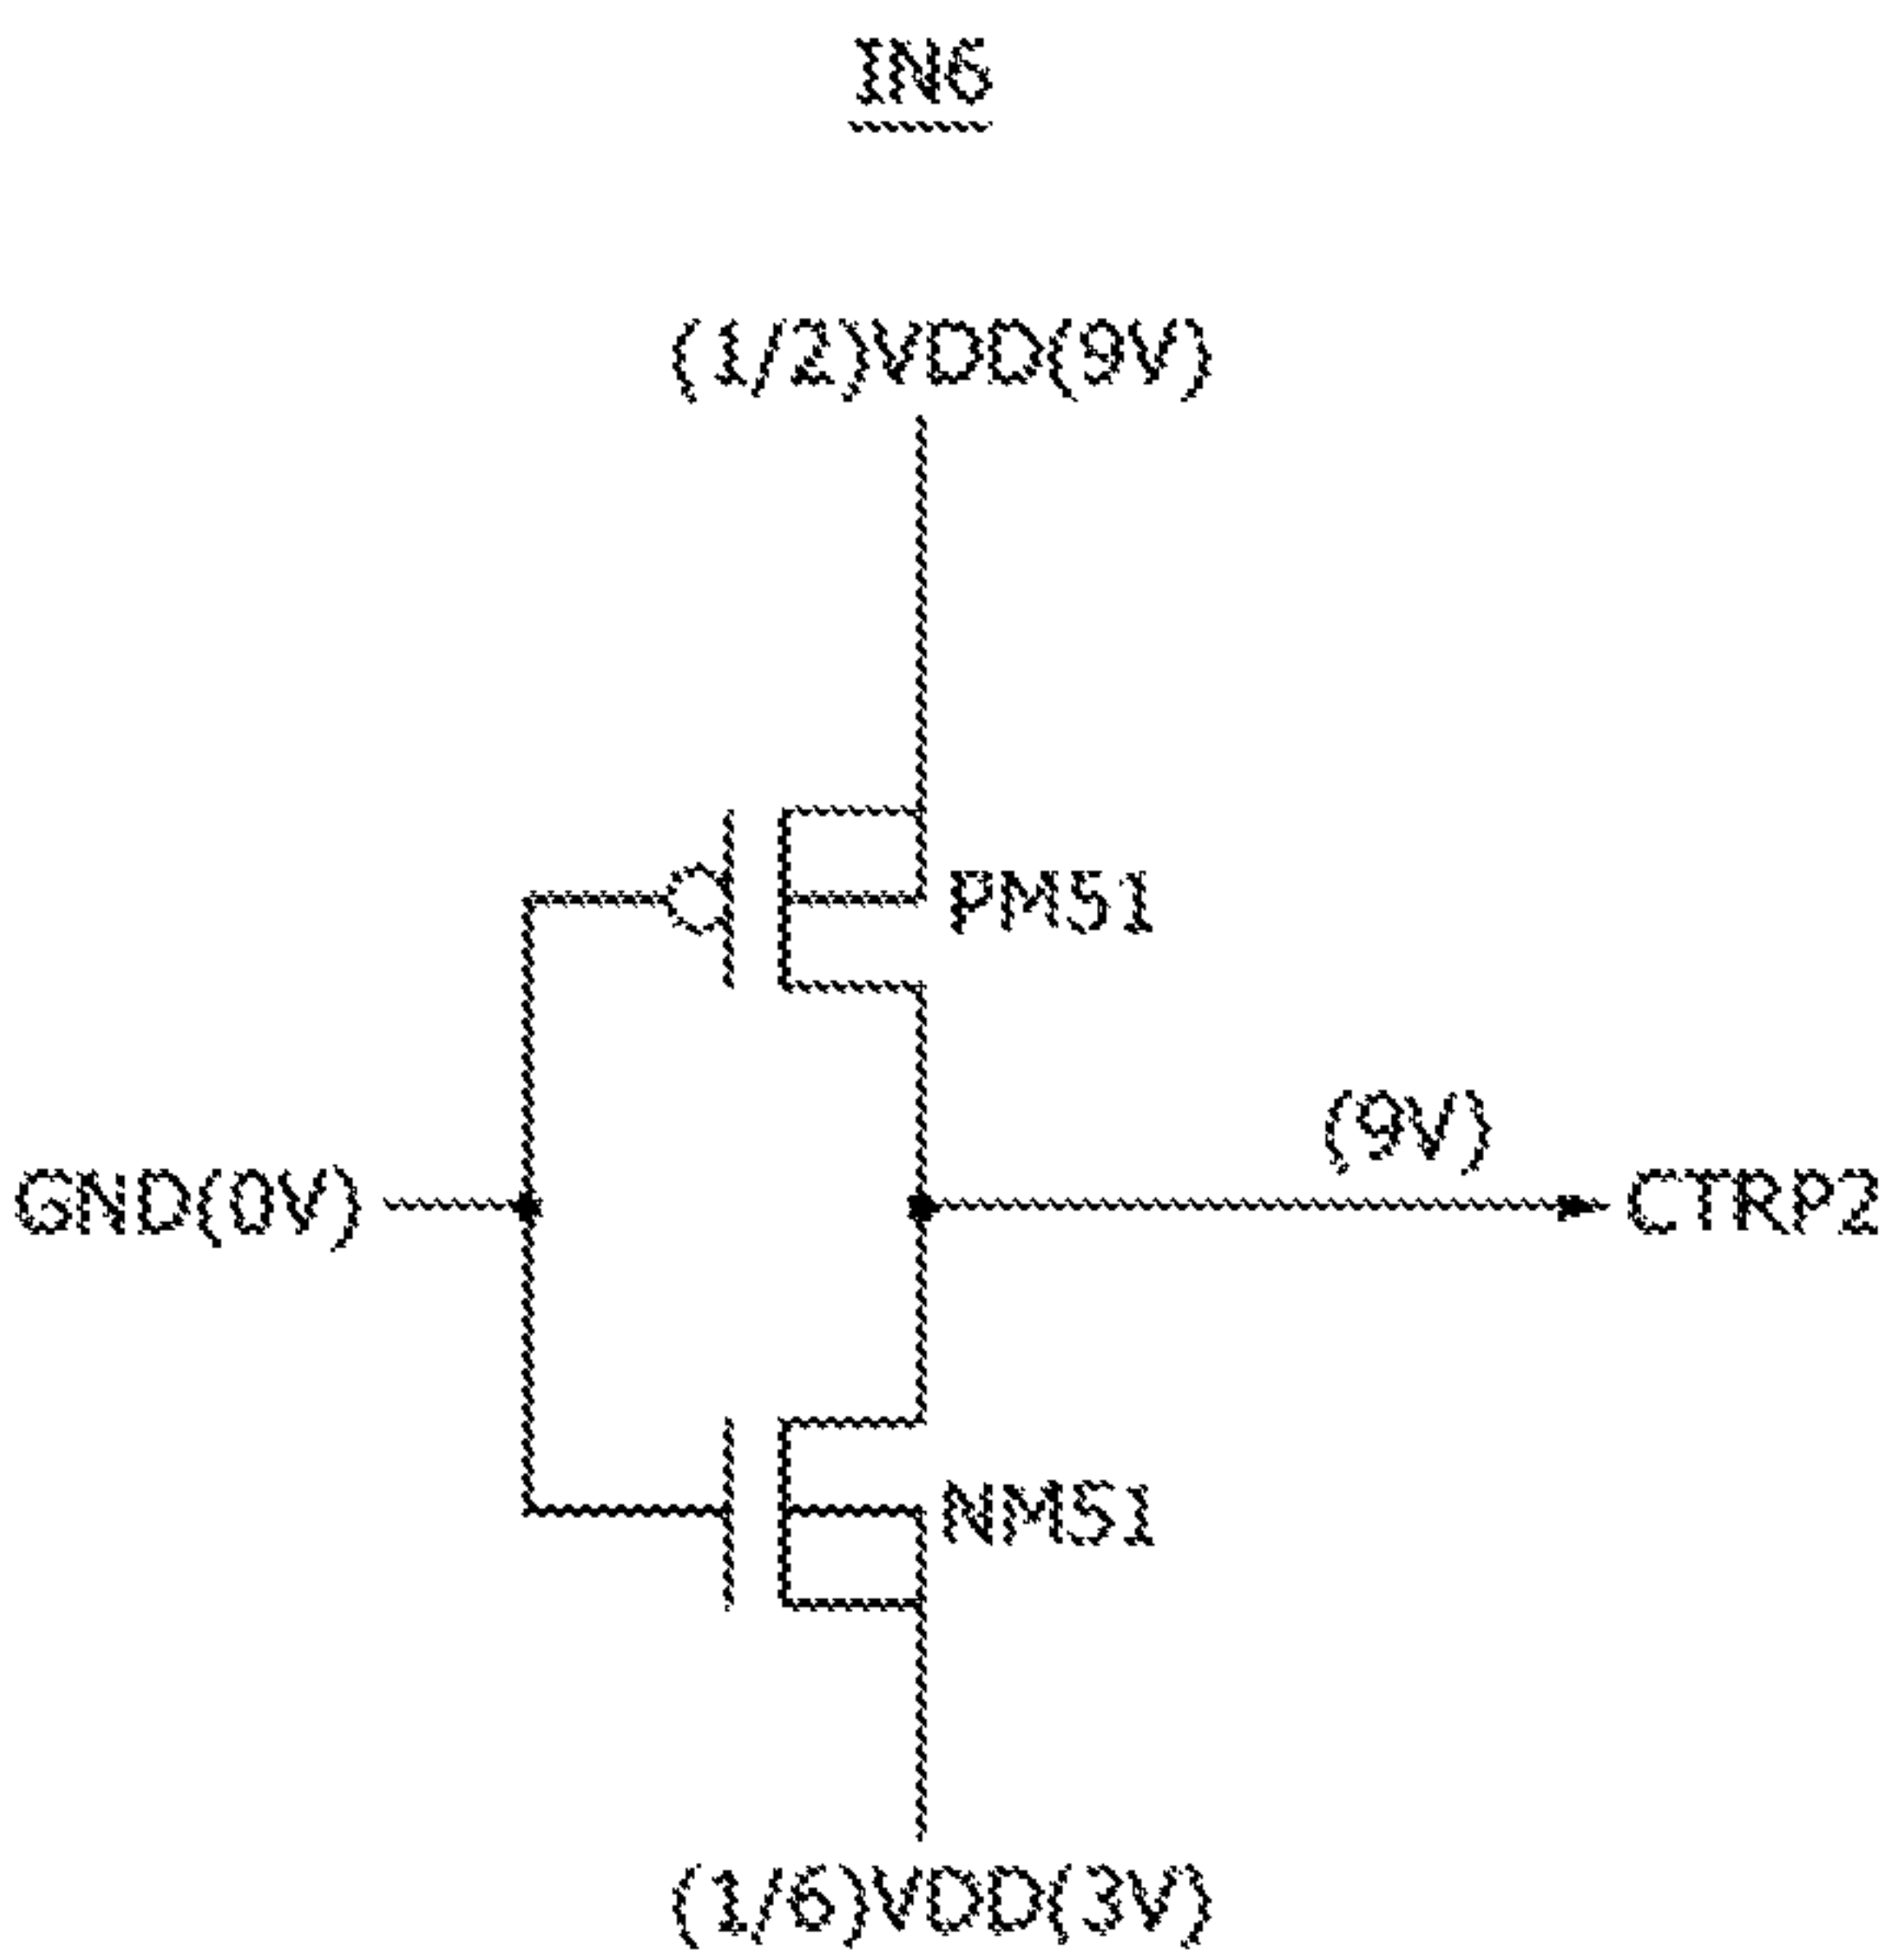 IN6
(1/2)VDD(9V)
PM51
(9V)
GND(0V)
CTRP2
NM51
(1/6)VDD(3V)